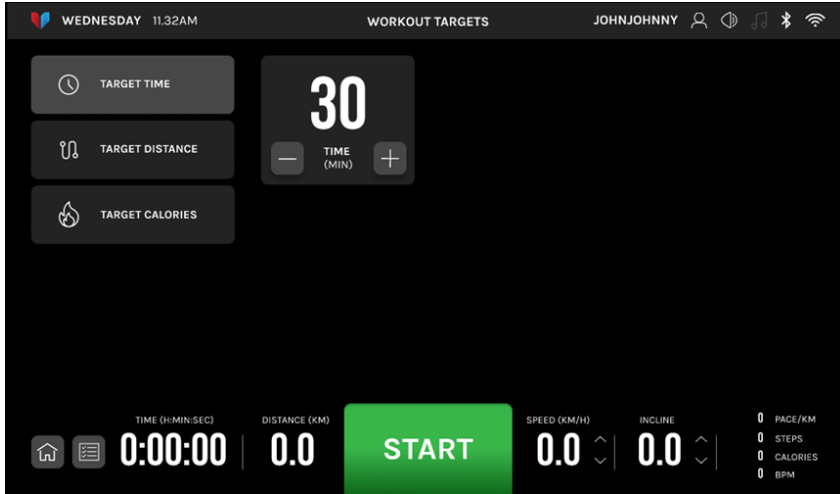 WEDNESDAY 11.32AM
WORKOUT TARGETS
JOHNJOHNNY
TARGET TIME
TARGET DISTANCE
TARGET CALORIES
30
TIME
(MIN)
TIME (H:MIN:SEC)
0:00:00
DISTANCE (KM)
0.0
START
SPEED (KM/H)
0.0
INCLINE
0.0
0 PACE/KM
0 STEPS
0 CALORIES
0 BPM